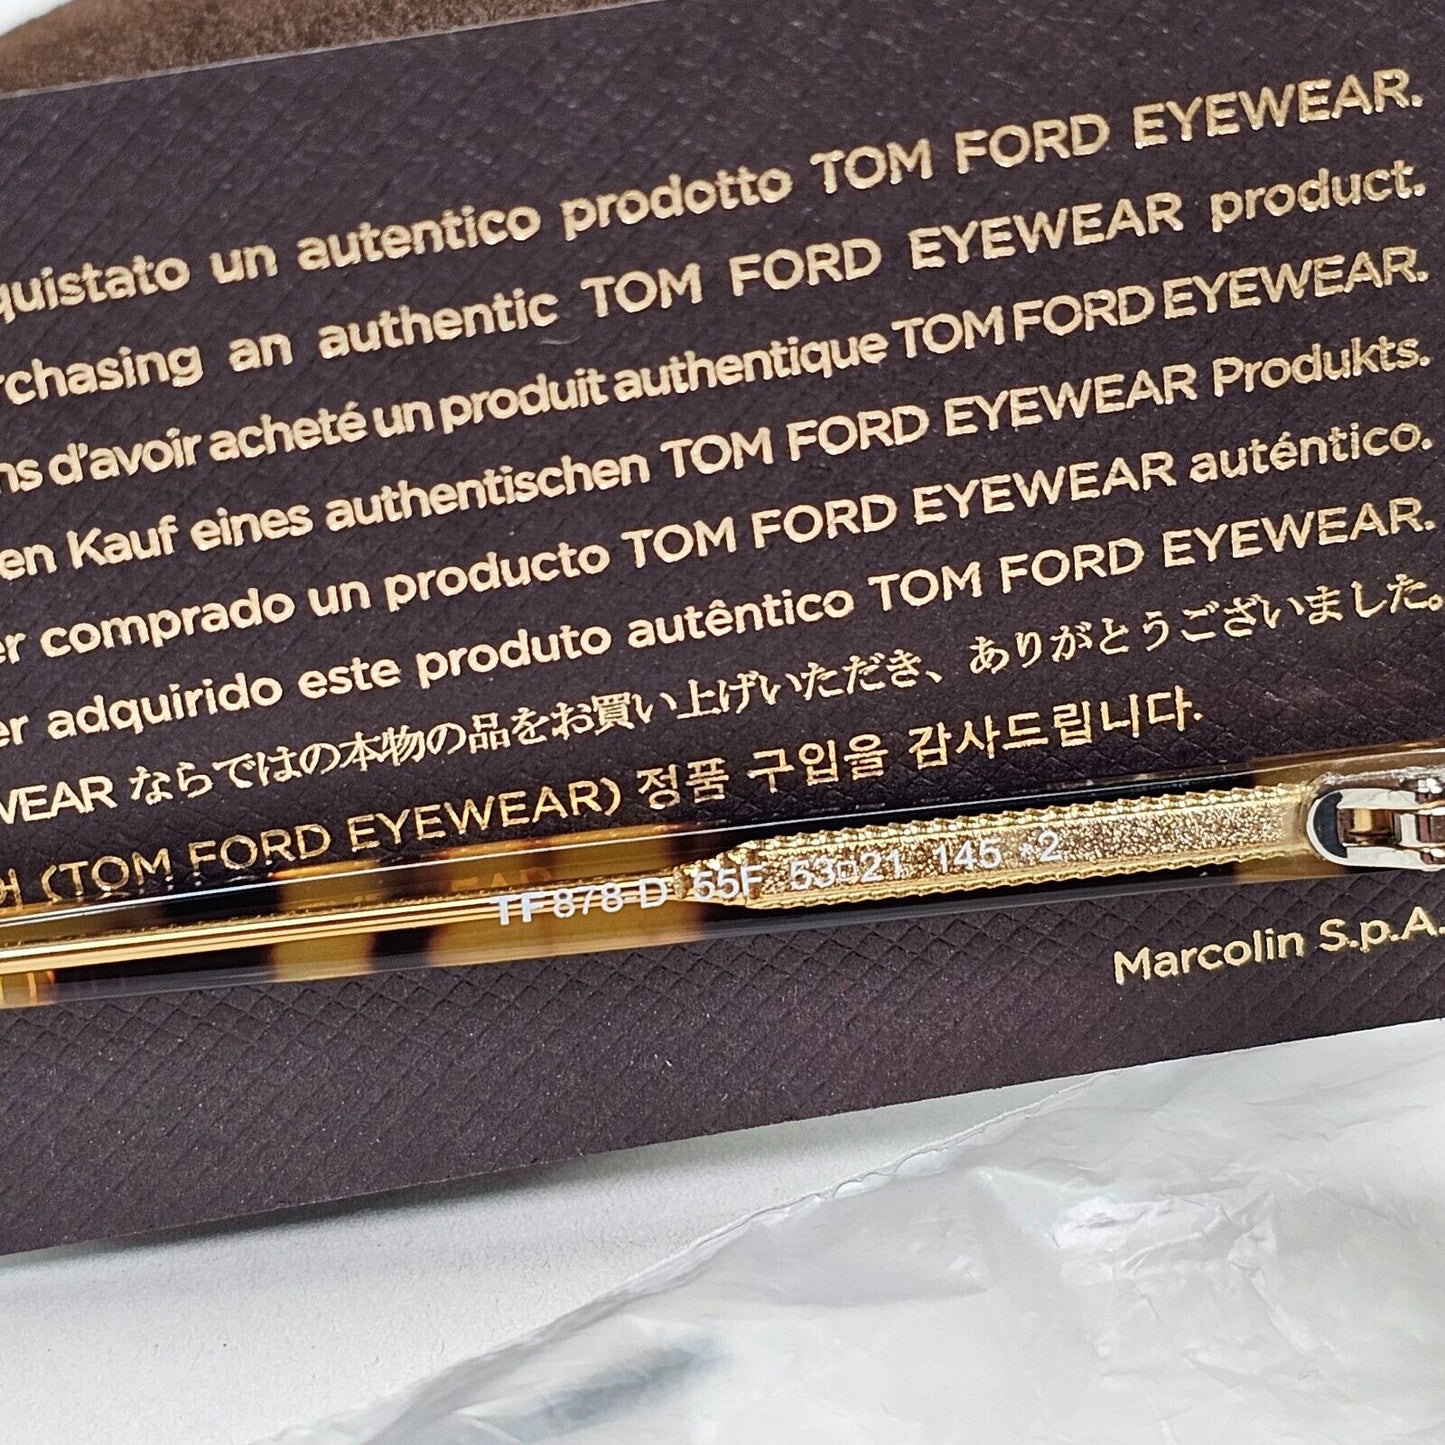 quistato un autentico prodotto TOM FORD EYEWEAR.
rchasing an authentic TOM FORD EYEWEAR product.
ns d'avoir acheté un produit authentique TOM FORD EYEWEAR.
en Kauf eines authentischen TOM FORD EYEWEAR Produkts.
er comprado un producto TOM FORD EYEWEAR auténtico.
er adquirido este produto autêntico TOM FORD EYEWEAR.
WEAR ならではの本物の品をお買い上げいただき、ありがとうございました。
어 (TOM FORD EYEWEAR) 정품 구입을 감사드립니다.
TF878-D 55F 53□21 145 *2
Marcolin S.p.A.